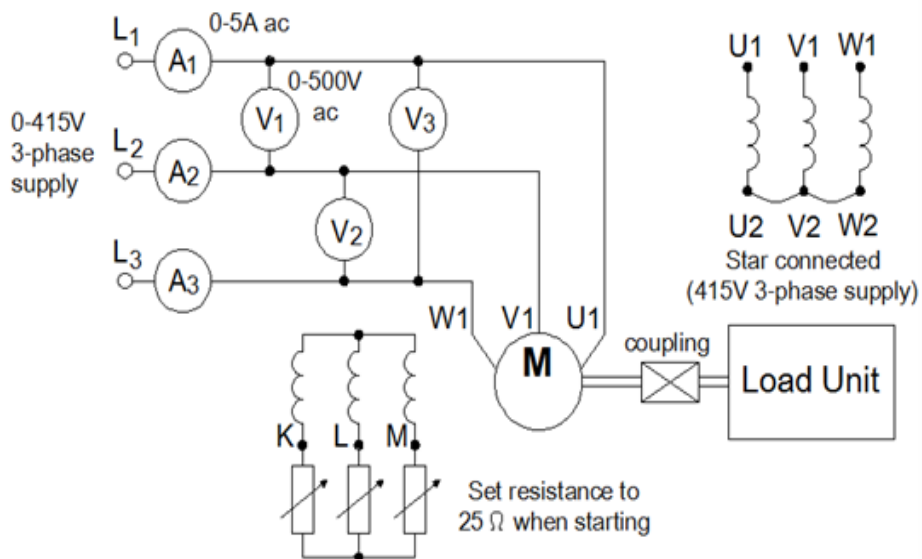 L1
0-5A ac
A1
0-500V
ac
V1
V3
0-415V
3-phase
supply
L2
A2
V2
L3
A3
W1
V1
U1
M
coupling
Load Unit
U1
V1
W1
U2
V2
W2
Star connected
(415V 3-phase supply)
K
L
M
Set resistance to
25 Ω when starting